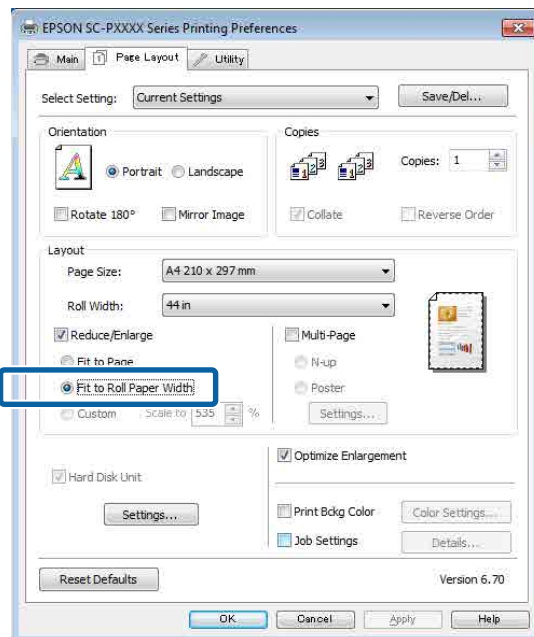 EPSON SC-PXXXX Series Printing Preferences
Main Page Layout Utility
Select Setting: Current Settings Save/Del...
Orientation
Portrait Landscape
Rotate 180° Mirror Image
Copies
Copies: 1
Collate Reverse Order
Layout
Page Size: A4 210 x 297 mm
Roll Width: 44 in
Reduce/Enlarge
Fit to Page
Fit to Roll Paper Width
Custom Scale to 535 %
Multi-Page
N-up
Poster
Settings...
Hard Disk Unit
Settings...
Optimize Enlargement
Print Bckg Color Color Settings...
Job Settings Details...
Reset Defaults Version 6.70
OK Cancel Apply Help